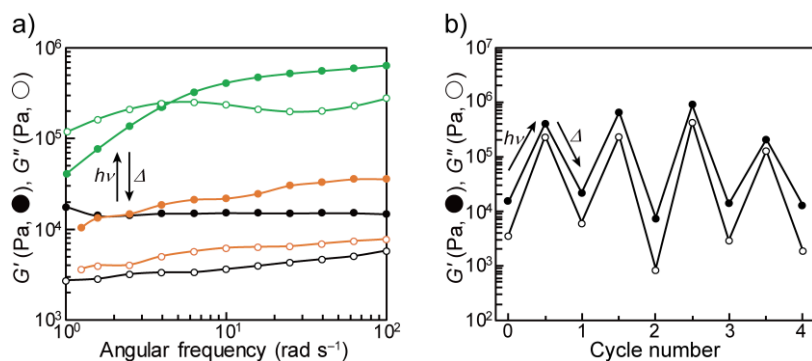 a)
G′ (Pa, ●), G″ (Pa, ○)
10⁶
10⁵
10⁴
10³
hν
Δ
10⁰
10¹
10²
Angular frequency (rad s⁻¹)
b)
G′ (Pa, ●), G″ (Pa, ○)
10⁷
10⁶
10⁵
10⁴
10³
10²
hν
Δ
0
1
2
3
4
Cycle number